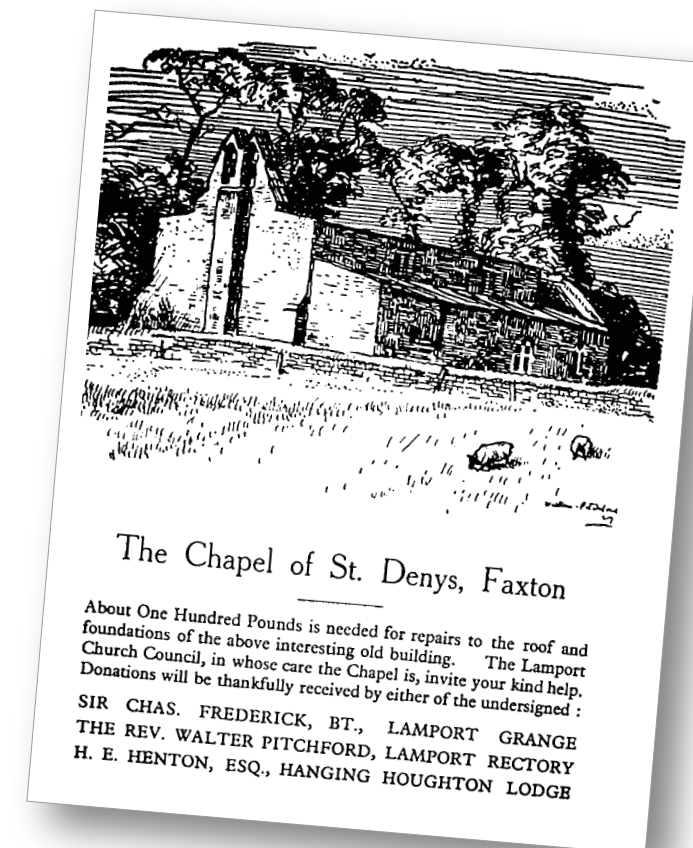 The Chapel of St. Denys, Faxton
About One Hundred Pounds is needed for repairs to the roof and
foundations of the above interesting old building. The Lamport
Church Council, in whose care the Chapel is, invite your kind help.
Donations will be thankfully received by either of the undersigned :
SIR CHAS. FREDERICK, BT., LAMPORT GRANGE
THE REV. WALTER PITCHFORD, LAMPORT RECTORY
H. E. HENTON, ESQ., HANGING HOUGHTON LODGE